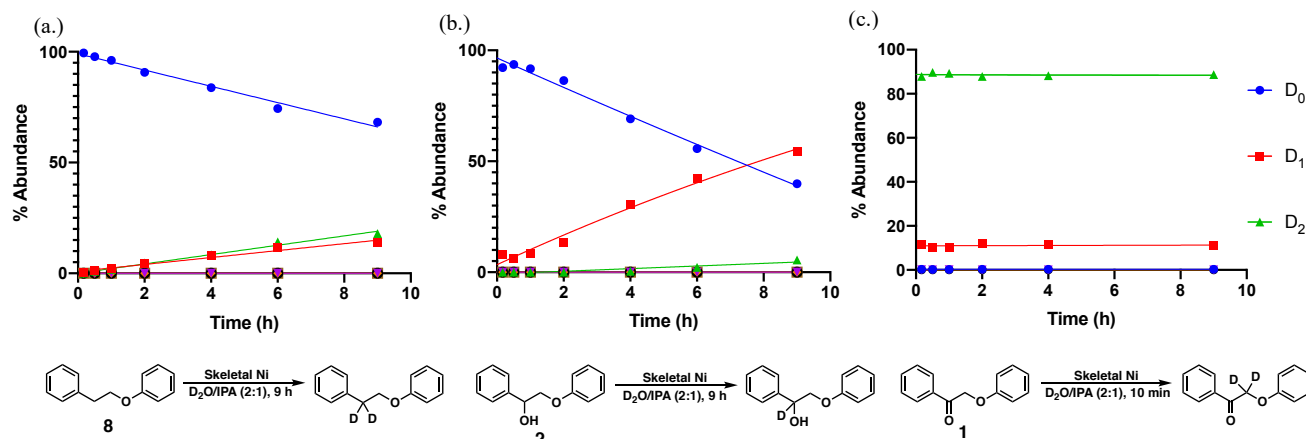 (a.)
100
50
0
% Abundance
0 2 4 6 8 10
Time (h)
(b.)
100
50
0
% Abundance
0 2 4 6 8 10
Time (h)
(c.)
100
80
60
40
20
0
% Abundance
0 2 4 6 8 10
Time (h)
D0
D1
D2
O
8
Skeletal Ni
D2O/IPA (2:1), 9 h
O
D D
O
OH
2
Skeletal Ni
D2O/IPA (2:1), 9 h
O
D OH
O
O
1
Skeletal Ni
D2O/IPA (2:1), 10 min
D D
O
O